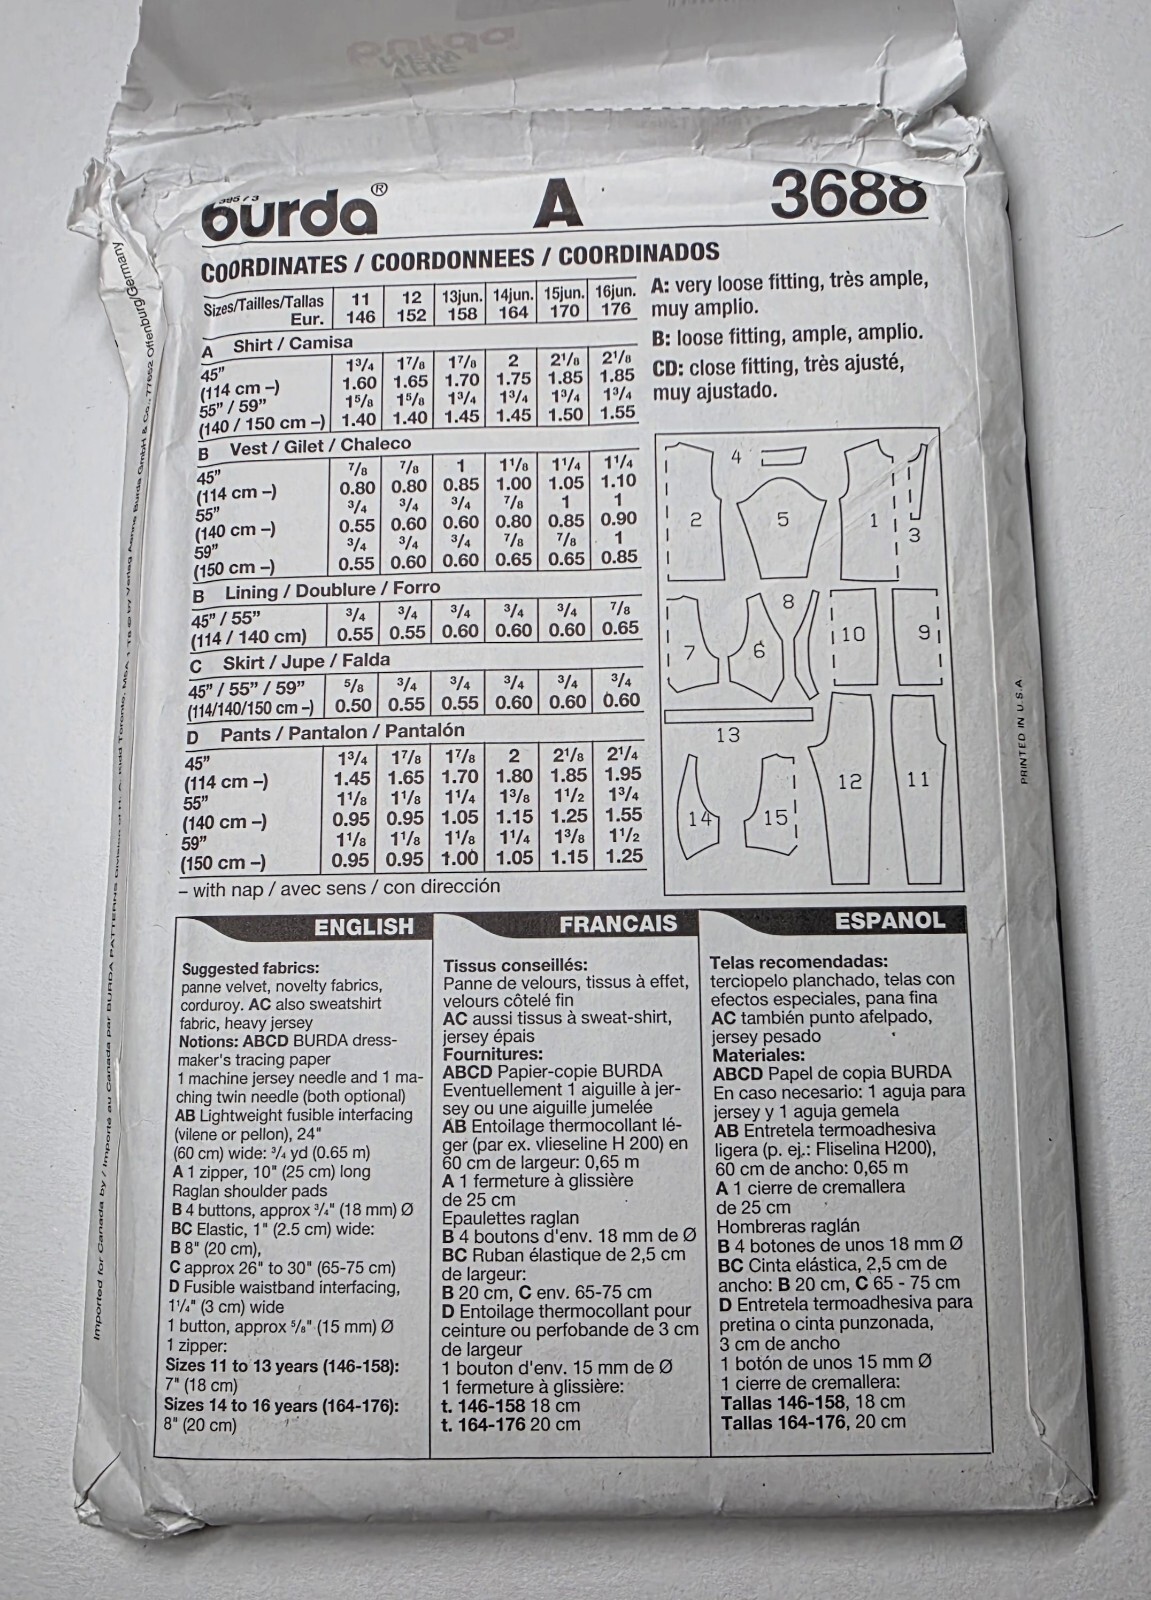 THE
NEW
burda
395 / 3
burda® A 3688
COORDINATES / COORDONNEES / COORDINADOS
Sizes/Tailles/Tallas 11 12 13jun. 14jun. 15jun. 16jun.
Eur. 146 152 158 164 170 176
A Shirt / Camisa
45" 1³/₄ 1⁷/₈ 1⁷/₈ 2 2¹/₈ 2¹/₈
(114 cm –) 1.60 1.65 1.70 1.75 1.85 1.85
55" / 59" 1⁵/₈ 1⁵/₈ 1³/₄ 1³/₄ 1³/₄ 1³/₄
(140 / 150 cm –) 1.40 1.40 1.45 1.45 1.50 1.55
B Vest / Gilet / Chaleco
45" ⁷/₈ ⁷/₈ 1 1¹/₈ 1¹/₄ 1¹/₄
(114 cm –) 0.80 0.80 0.85 1.00 1.05 1.10
55" ³/₄ ³/₄ ³/₄ ⁷/₈ 1 1
(140 cm –) 0.55 0.60 0.60 0.80 0.85 0.90
59" ³/₄ ³/₄ ³/₄ ⁷/₈ ⁷/₈ 1
(150 cm –) 0.55 0.60 0.60 0.65 0.65 0.85
B Lining / Doublure / Forro
45" / 55" ³/₄ ³/₄ ³/₄ ³/₄ ³/₄ ⁷/₈
(114 / 140 cm) 0.55 0.55 0.60 0.60 0.60 0.65
C Skirt / Jupe / Falda
45" / 55" / 59" ⁵/₈ ³/₄ ³/₄ ³/₄ ³/₄ ³/₄
(114/140/150 cm –) 0.50 0.55 0.55 0.60 0.60 0.60
D Pants / Pantalon / Pantalón
45" 1³/₄ 1⁷/₈ 1⁷/₈ 2 2¹/₈ 2¹/₄
(114 cm –) 1.45 1.65 1.70 1.80 1.85 1.95
55" 1¹/₈ 1¹/₈ 1¹/₄ 1³/₈ 1¹/₂ 1³/₄
(140 cm –) 0.95 0.95 1.05 1.15 1.25 1.55
59" 1¹/₈ 1¹/₈ 1¹/₈ 1¹/₄ 1³/₈ 1¹/₂
(150 cm –) 0.95 0.95 1.00 1.05 1.15 1.25
– with nap / avec sens / con dirección
A: very loose fitting, très ample,
muy amplio.
B: loose fitting, ample, amplio.
CD: close fitting, très ajusté,
muy ajustado.
2 4 5 1 3
7 6 8 10 9
13
14 15 12 11
ENGLISH
Suggested fabrics:
panne velvet, novelty fabrics,
corduroy. AC also sweatshirt
fabric, heavy jersey
Notions: ABCD BURDA dress-
maker's tracing paper
1 machine jersey needle and 1 ma-
ching twin needle (both optional)
AB Lightweight fusible interfacing
(vilene or pellon), 24"
(60 cm) wide: ³/₄ yd (0.65 m)
A 1 zipper, 10" (25 cm) long
Raglan shoulder pads
B 4 buttons, approx ³/₄" (18 mm) Ø
BC Elastic, 1" (2.5 cm) wide:
B 8" (20 cm),
C approx 26" to 30" (65-75 cm)
D Fusible waistband interfacing,
1¹/₄" (3 cm) wide
1 button, approx ⁵/₈" (15 mm) Ø
1 zipper:
Sizes 11 to 13 years (146-158):
7" (18 cm)
Sizes 14 to 16 years (164-176):
8" (20 cm)
FRANCAIS
Tissus conseillés:
Panne de velours, tissus à effet,
velours côtelé fin
AC aussi tissus à sweat-shirt,
jersey épais
Fournitures:
ABCD Papier-copie BURDA
Eventuellement 1 aiguille à jer-
sey ou une aiguille jumelée
AB Entoilage thermocollant lé-
ger (par ex. vlieseline H 200) en
60 cm de largeur: 0,65 m
A 1 fermeture à glissière
de 25 cm
Epaulettes raglan
B 4 boutons d'env. 18 mm de Ø
BC Ruban élastique de 2,5 cm
de largeur:
B 20 cm, C env. 65-75 cm
D Entoilage thermocollant pour
ceinture ou perfobande de 3 cm
de largeur
1 bouton d'env. 15 mm de Ø
1 fermeture à glissière:
t. 146-158 18 cm
t. 164-176 20 cm
ESPANOL
Telas recomendadas:
terciopelo planchado, telas con
efectos especiales, pana fina
AC también punto afelpado,
jersey pesado
Materiales:
ABCD Papel de copia BURDA
En caso necesario: 1 aguja para
jersey y 1 aguja gemela
AB Entretela termoadhesiva
ligera (p. ej.: Fliselina H200),
60 cm de ancho: 0,65 m
A 1 cierre de cremallera
de 25 cm
Hombreras raglán
B 4 botones de unos 18 mm Ø
BC Cinta elástica, 2,5 cm de
ancho: B 20 cm, C 65 - 75 cm
D Entretela termoadhesiva para
pretina o cinta punzonada,
3 cm de ancho
1 botón de unos 15 mm Ø
1 cierre de cremallera:
Tallas 146-158, 18 cm
Tallas 164-176, 20 cm
Imported for Canada by / Importé au Canada par BURDA PATTERNS Division of H. A. Kidd Toronto, by Verlag Aenne Burda GmbH & Co., 77652 Offenburg/Germany
PRINTED IN U.S.A